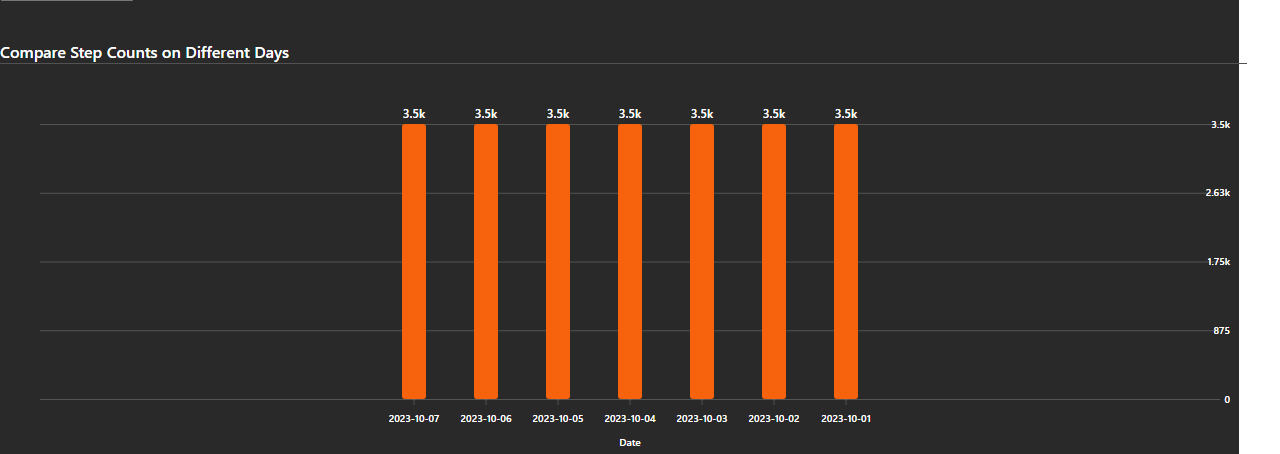 Compare Step Counts on Different Days
3.5k 3.5k 3.5k 3.5k 3.5k 3.5k 3.5k
3.5k
2.63k
1.75k
875
0
2023-10-07 2023-10-06 2023-10-05 2023-10-04 2023-10-03 2023-10-02 2023-10-01
Date